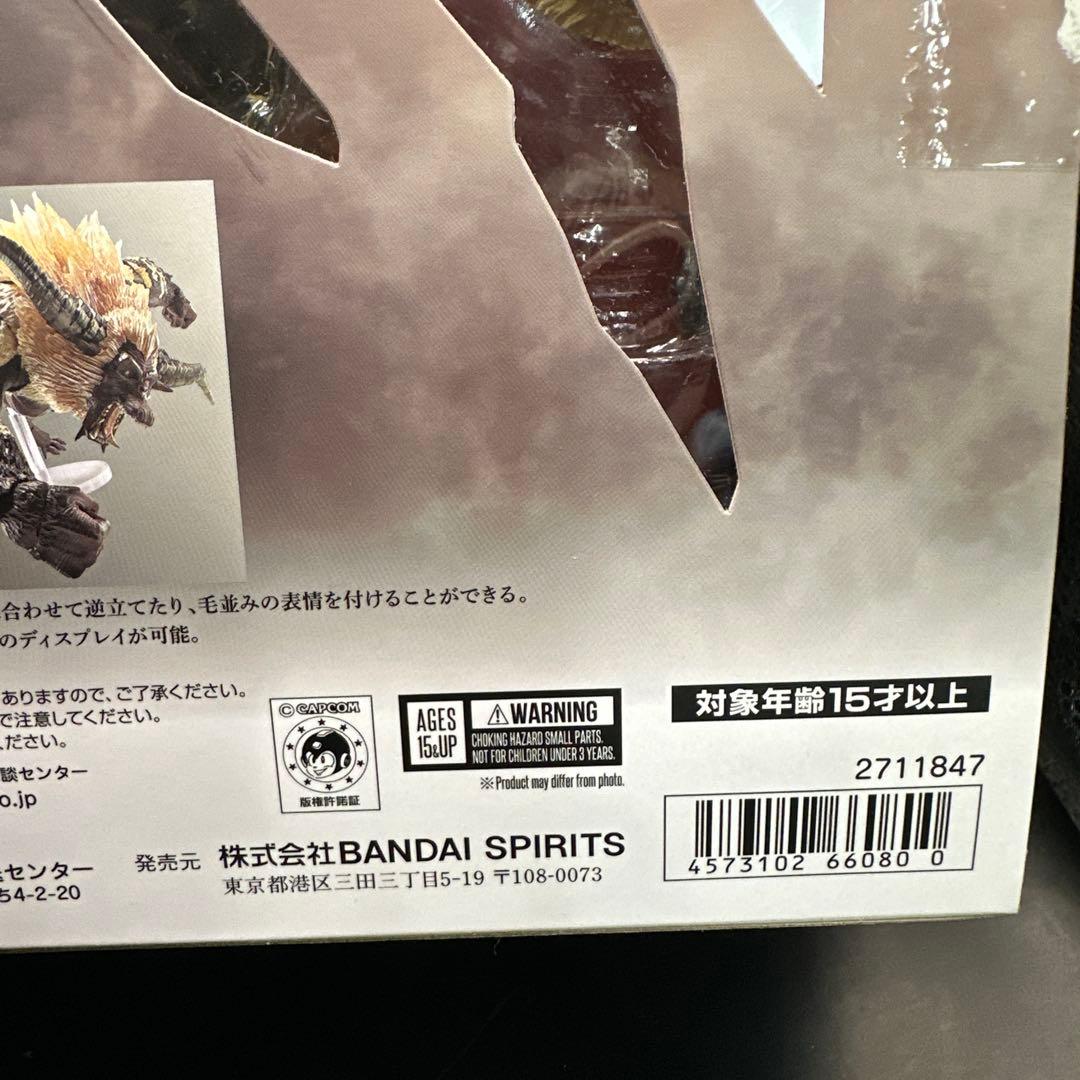 合わせて逆立てたり、毛並みの表情を付けることができる。
のディスプレイが可能。
ありますので、ご了承ください。
で注意してください。
ください。
談センター
o.jp
センター
54-2-20
©CAPCOM
版権許諾証
AGES
15&UP
⚠WARNING
CHOKING HAZARD SMALL PARTS.
NOT FOR CHILDREN UNDER 3 YEARS.
※Product may differ from photo.
対象年齢15才以上
2711847
4573102 66080 0
発売元 株式会社BANDAI SPIRITS
東京都港区三田三丁目5-19 〒108-0073